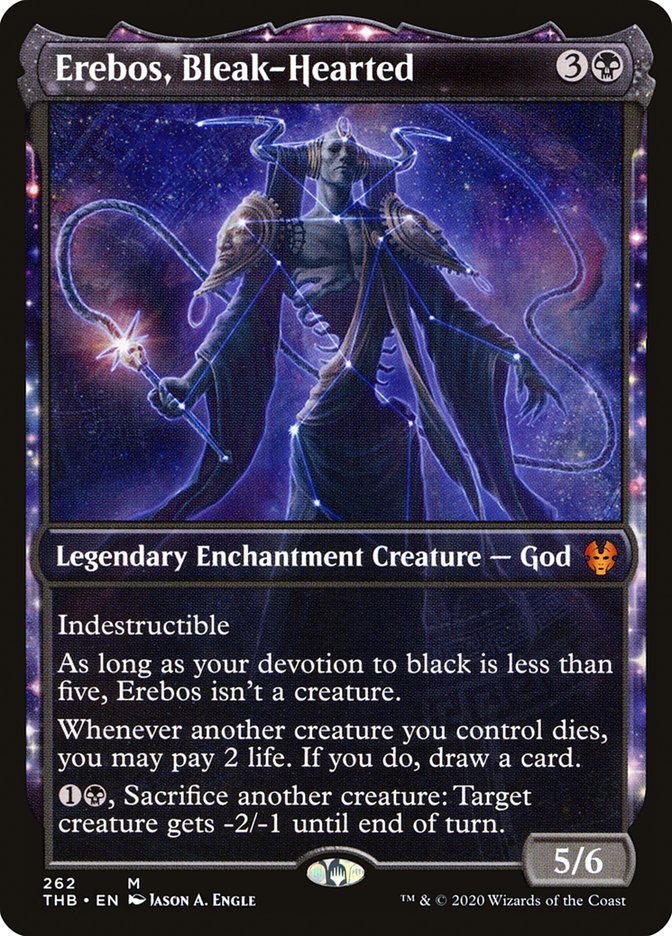 Erebos, Bleak-Hearted 3
Legendary Enchantment Creature — God
Indestructible
As long as your devotion to black is less than
five, Erebos isn't a creature.
Whenever another creature you control dies,
you may pay 2 life. If you do, draw a card.
1, Sacrifice another creature: Target
creature gets -2/-1 until end of turn.
5/6
262 M
THB • EN Jason A. Engle
™ & © 2020 Wizards of the Coast